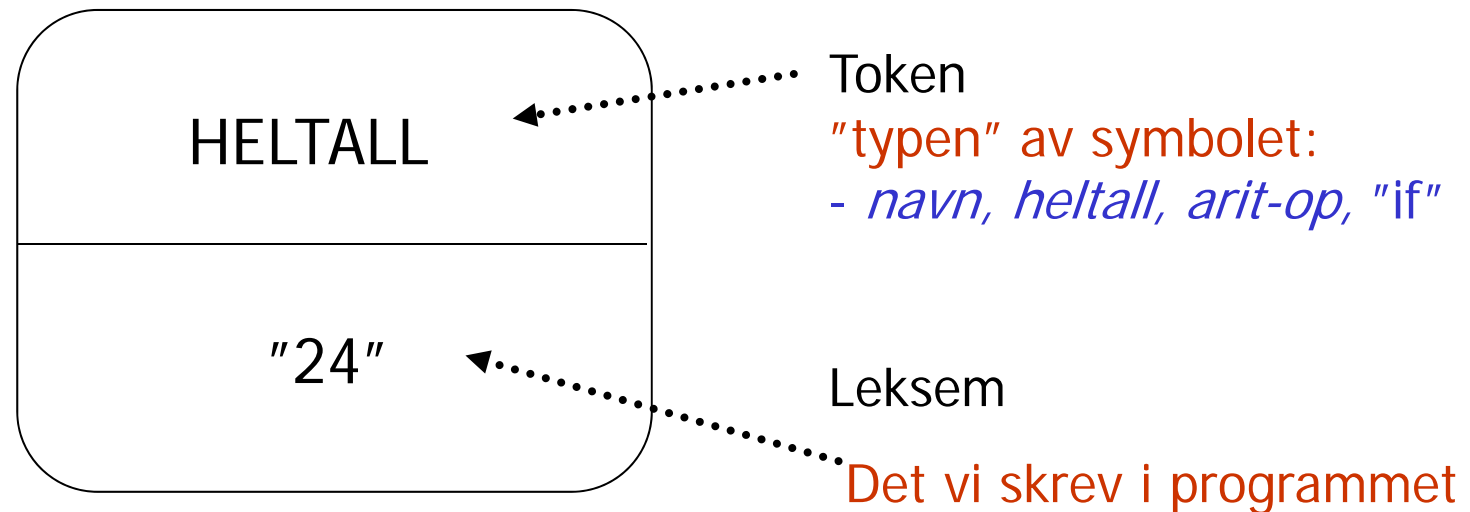 HELTALL
"24"
Token
"typen" av symbolet:
- navn, heltall, arit-op, "if"
Leksem
Det vi skrev i programmet